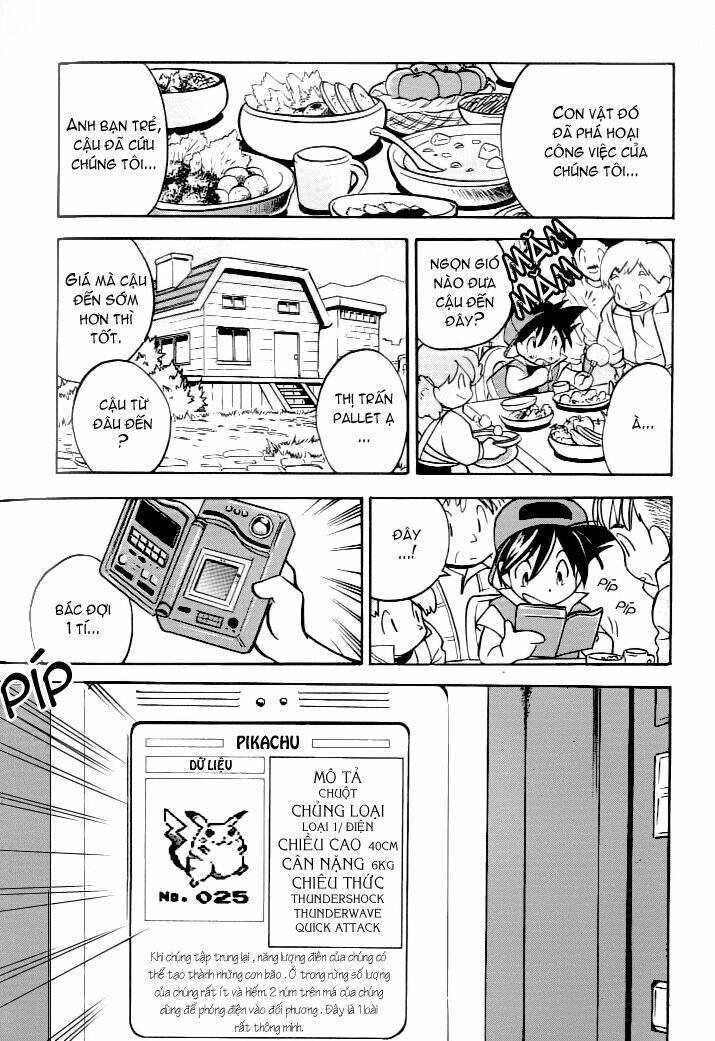 CON VẬT ĐÓ
ĐÃ PHÁ HOẠI
CÔNG VIỆC CỦA
CHÚNG TÔI...
ANH BẠN TRẺ,
CẬU ĐÃ CỨU
CHÚNG TÔI...
MĂM
MĂM
NGỌN GIÓ
NÀO ĐƯA
CẬU ĐẾN
ĐÂY?
À...
GIÁ MÀ CẬU
ĐẾN SỚM
HƠN THÌ
TỐT.
THỊ TRẤN
PALLET Ạ
...
CẬU TỪ
ĐÂU ĐẾN
?
ĐÂY
...!
PÍP
PÍP
BÁC ĐỢI
1 TÍ...
PÍP
PIKACHU
DỮ LIỆU
No. 025
MÔ TẢ
CHUỘT
CHỦNG LOẠI
LOẠI 1/ ĐIỆN
CHIỀU CAO 40CM
CÂN NẶNG 6KG
CHIÊU THỨC
THUNDERSHOCK
THUNDERWAVE
QUICK ATTACK
Khi chúng tập trung lại , năng lượng điên của chúng có
thể tạo thành những con bão . Ở trong rừng số lượng
của chúng rất ít và hiếm. 2 núm trên má của chúng
dùng để phóng điện vào đối phương . Đây là 1 loài
rất thông minh.